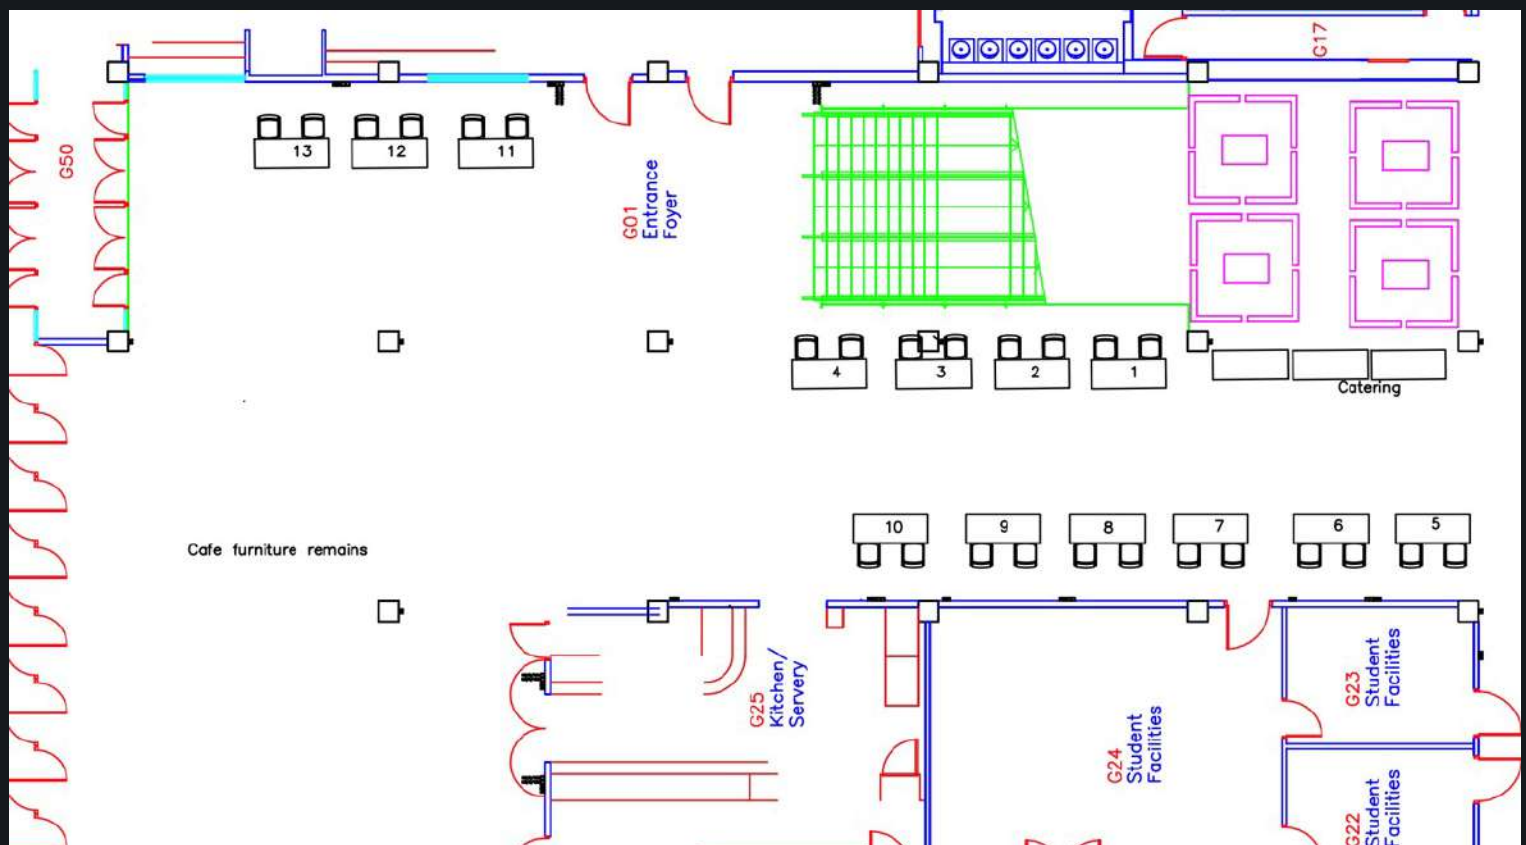 G17
G50
13
12
11
G01
Entrance
Foyer
4
3
2
1
Catering
10
9
8
7
6
5
Cafe furniture remains
G25
Kitchen/
Servery
G24
Student
Facilities
G23
Student
Facilities
G22
Student
Facilities